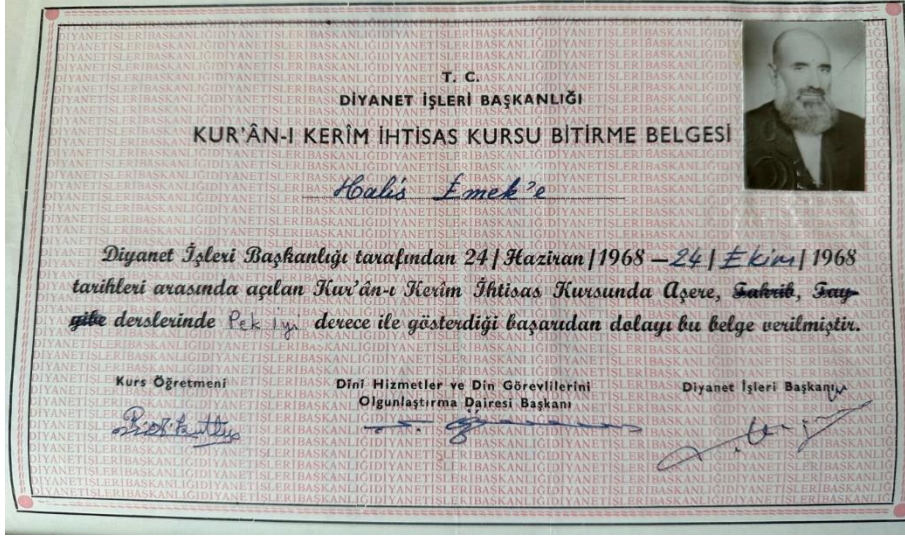 T. C.
DİYANET İŞLERİ BAŞKANLIĞI
KUR'ÂN-I KERÎM İHTİSAS KURSU BİTİRME BELGESİ
Halis Emek'e
Diyanet İşleri Başkanlığı tarafından 24 | Haziran | 1968 — 24 | Ekim | 1968
tarihleri arasında açılan Kur'ân-ı Kerîm İhtisas Kursunda Aşere, Takrib, Tay-
yibe derslerinde Pek iyi derece ile gösterdiği başarıdan dolayı bu belge verilmiştir.
Kurs Öğretmeni
Dinî Hizmetler ve Din Görevlilerini
Olgunlaştırma Dairesi Başkanı
Diyanet İşleri Başkanı